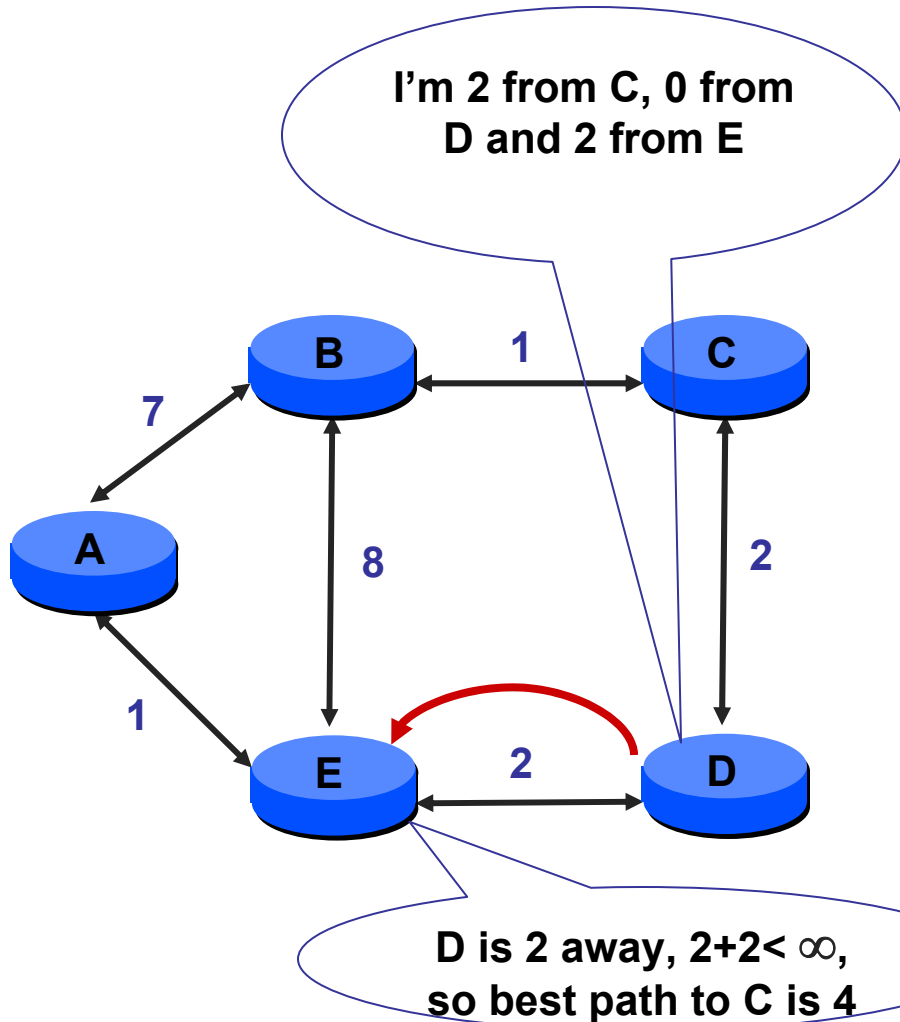 I’m 2 from C, 0 from
D and 2 from E
B
1
C
7
A
8
2
1
E
2
D
D is 2 away, 2+2< ∞,
so best path to C is 4